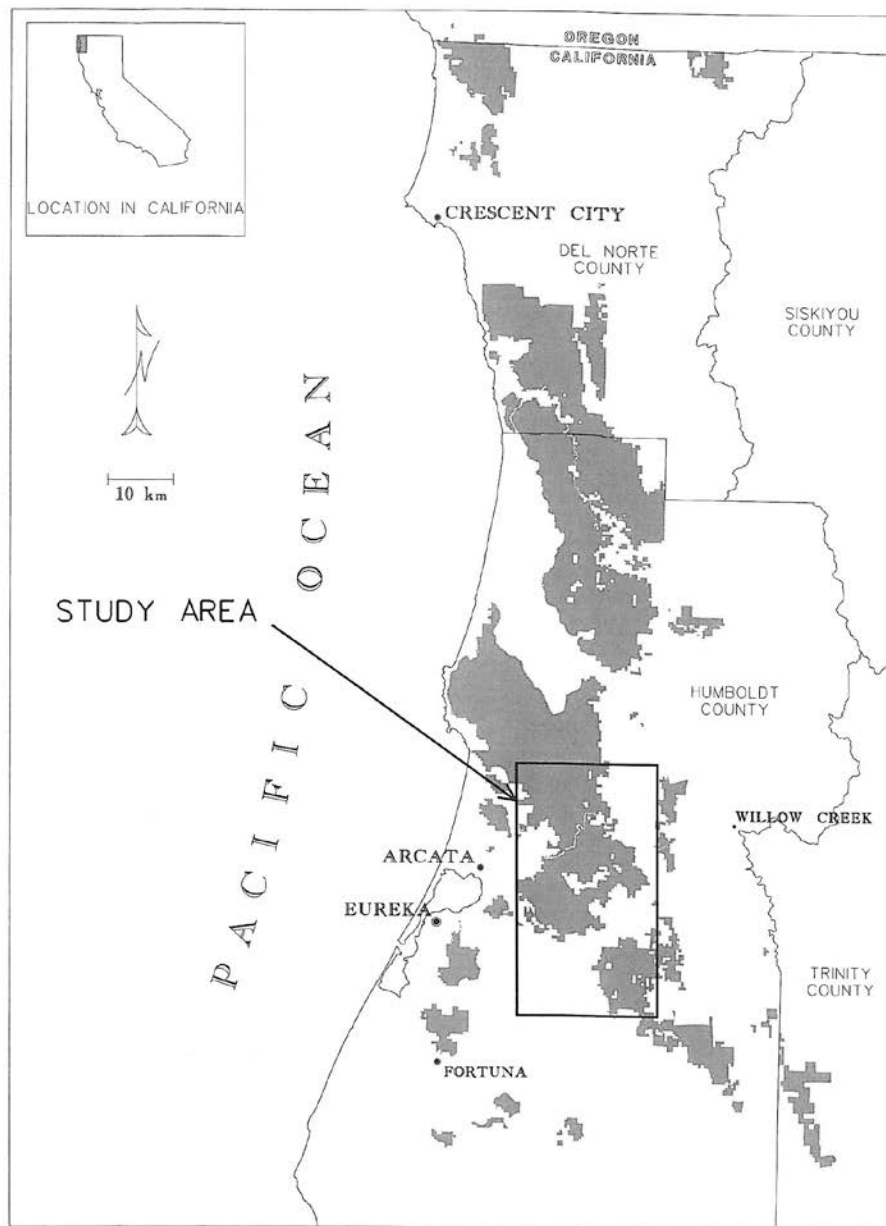 OREGON
CALIFORNIA
LOCATION IN CALIFORNIA
CRESCENT CITY
DEL NORTE
COUNTY
SISKIYOU
COUNTY
N
10 km
PACIFIC OCEAN
STUDY AREA
HUMBOLDT
COUNTY
WILLOW CREEK
ARCATA
EUREKA
TRINITY
COUNTY
FORTUNA